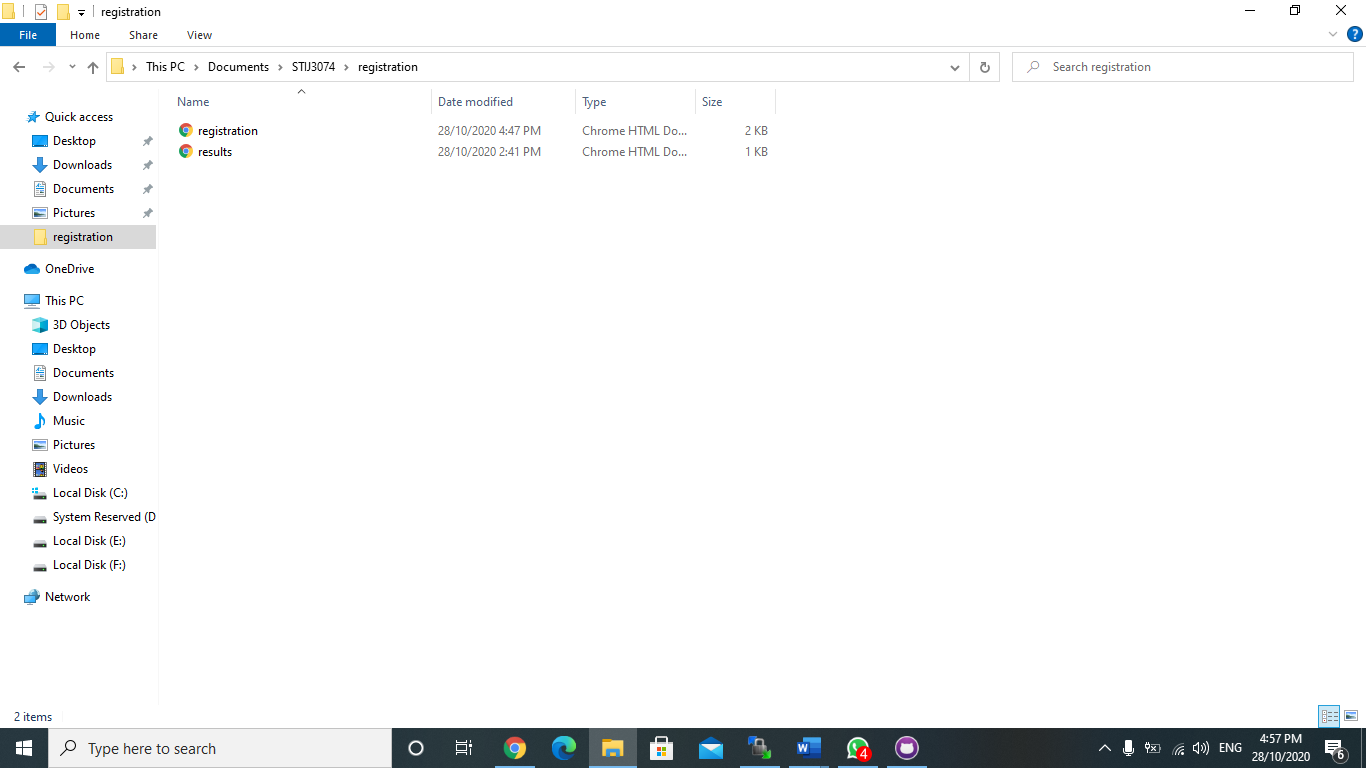 registration
File Home Share View
This PC Documents STIJ3074 registration
Search registration
Name Date modified Type Size
registration 28/10/2020 4:47 PM Chrome HTML Do... 2 KB
results 28/10/2020 2:41 PM Chrome HTML Do... 1 KB
Quick access
Desktop
Downloads
Documents
Pictures
registration
OneDrive
This PC
3D Objects
Desktop
Documents
Downloads
Music
Pictures
Videos
Local Disk (C:)
System Reserved (D
Local Disk (E:)
Local Disk (F:)
Network
2 items
Type here to search
4
ENG
4:57 PM
28/10/2020
6